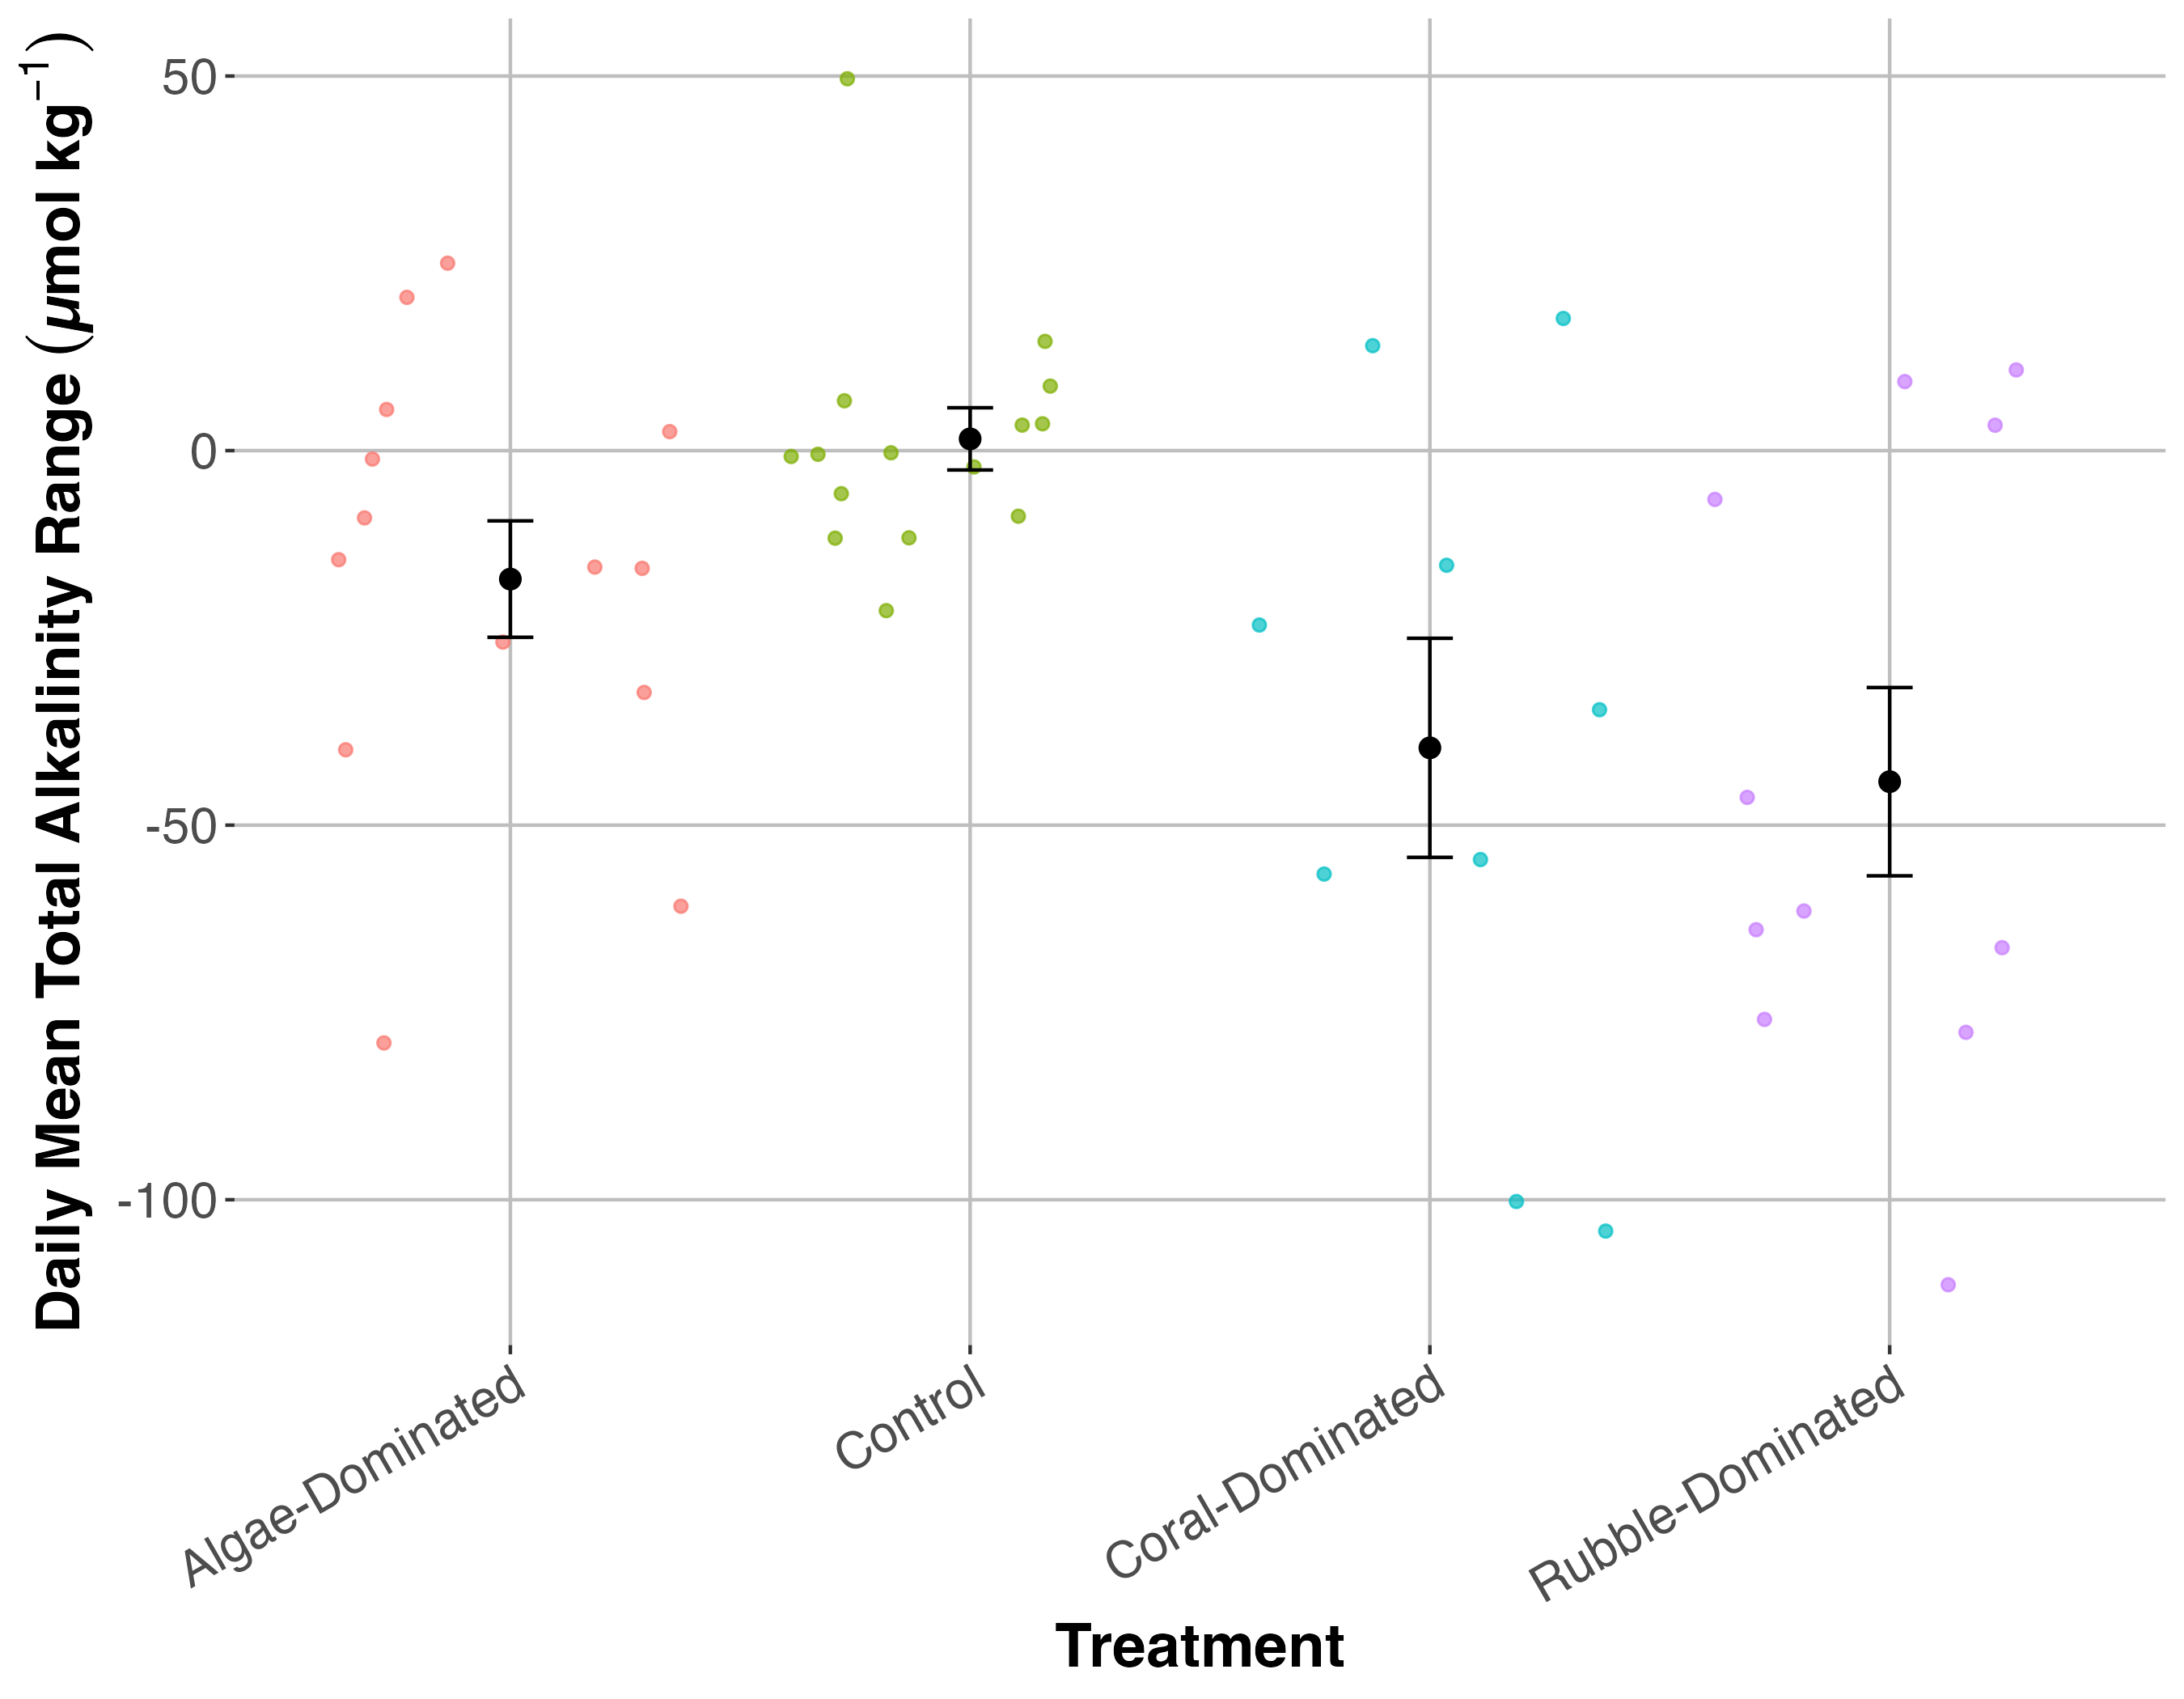 Daily Mean Total Alkalinity Range (µmol kg⁻¹)
50
0
-50
-100
Algae-Dominated
Control
Coral-Dominated
Rubble-Dominated
Treatment